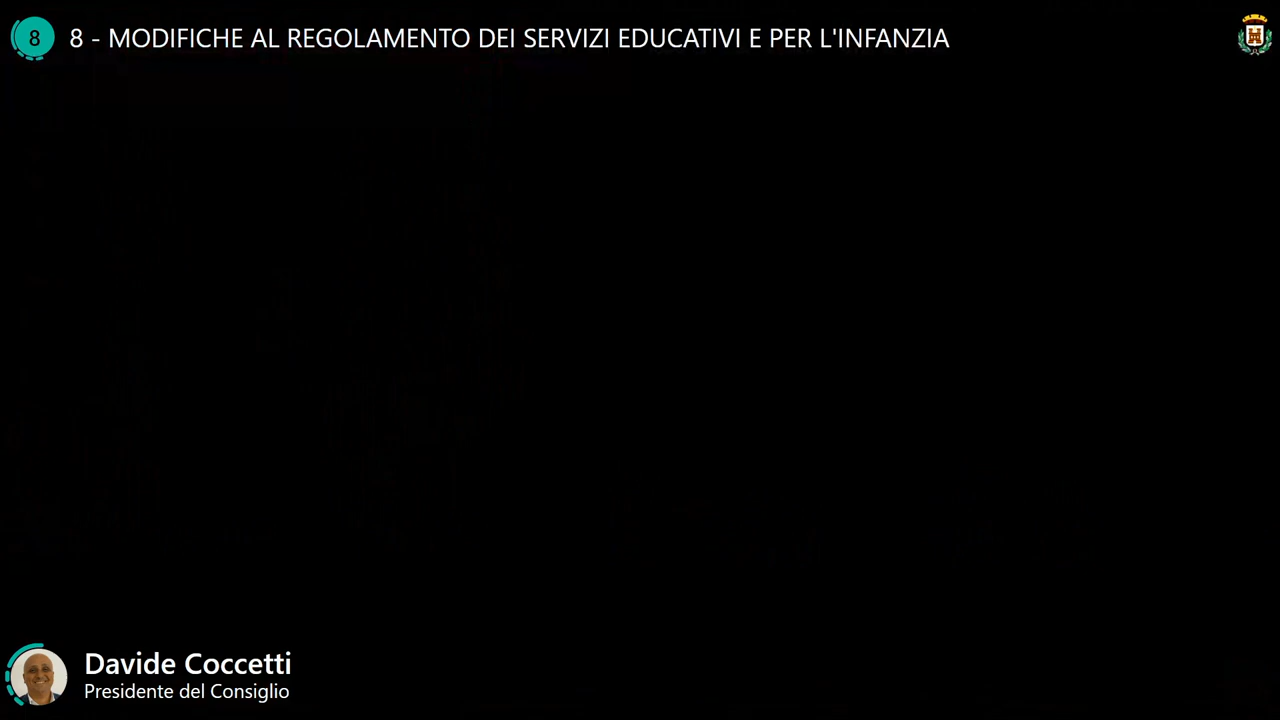 8
8 - MODIFICHE AL REGOLAMENTO DEI SERVIZI EDUCATIVI E PER L'INFANZIA
Davide Coccetti
Presidente del Consiglio